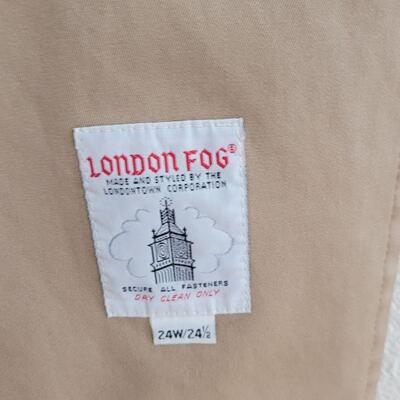 LONDON FOG®
MADE AND STYLED BY THE
LONDONTOWN CORPORATION
SECURE ALL FASTENERS
DRY CLEAN ONLY
24W/24½